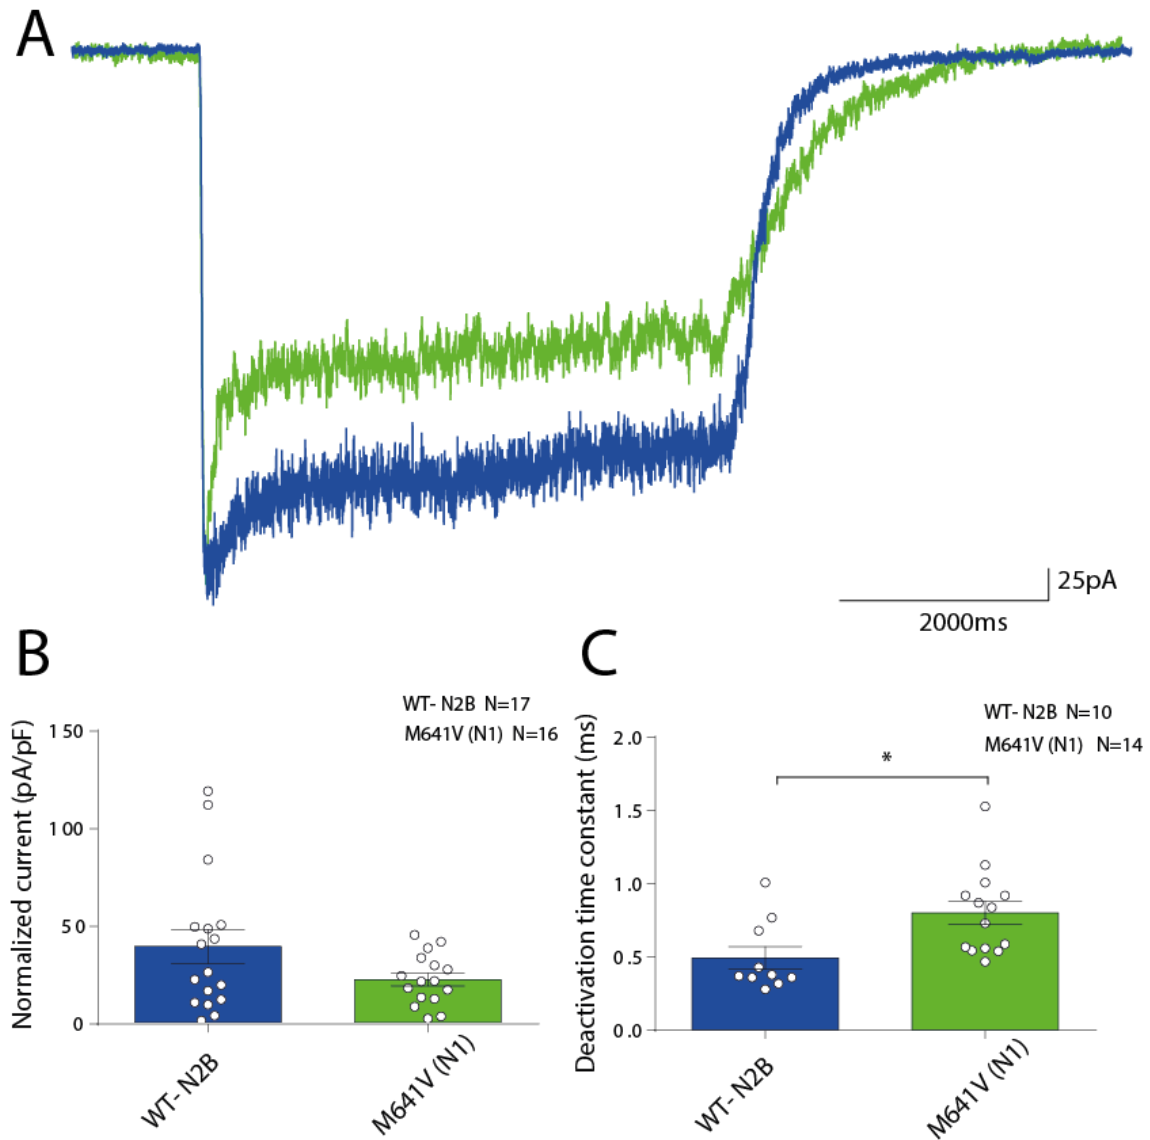 A
25pA
2000ms
B
WT- N2B N=17
M641V (N1) N=16
Normalized current (pA/pF)
150
100
50
0
WT- N2B
M641V (N1)
C
WT- N2B N=10
M641V (N1) N=14
Deactivation time constant (ms)
2.0
1.5
1.0
0.5
0.0
*
WT- N2B
M641V (N1)